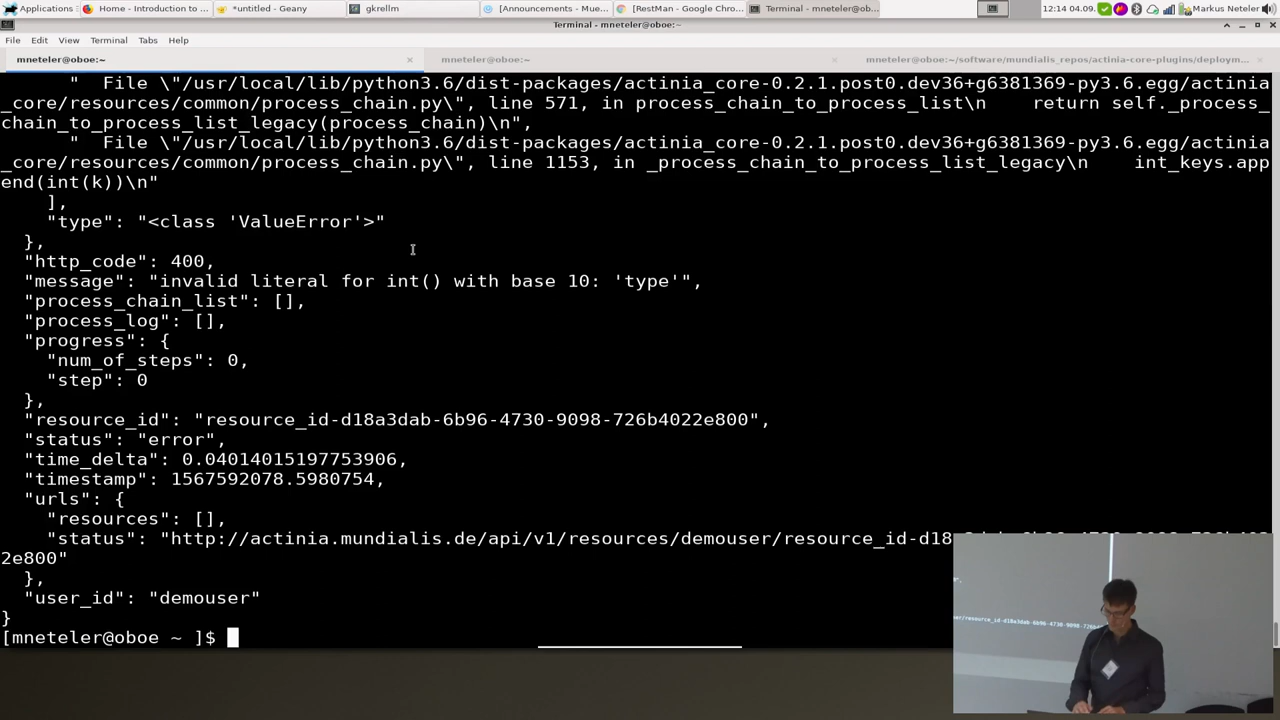 Applications
Home - Introduction to ...
*untitled - Geany
gkrellm
[Announcements - Mue...
[RestMan - Google Chro...
Terminal - mneteler@ob...
12:14 04.09.
Markus Neteler
Terminal - mneteler@oboe:~
File Edit View Terminal Tabs Help
mneteler@oboe:~
mneteler@oboe:~
mneteler@oboe:~/software/mundialis_repos/actinia-core-plugins/deploym...
"  File \"/usr/local/lib/python3.6/dist-packages/actinia_core-0.2.1.post0.dev36+g6381369-py3.6.egg/actinia
_core/resources/common/process_chain.py\", line 571, in process_chain_to_process_list\n    return self._process_
chain_to_process_list_legacy(process_chain)\n",
"  File \"/usr/local/lib/python3.6/dist-packages/actinia_core-0.2.1.post0.dev36+g6381369-py3.6.egg/actinia
_core/resources/common/process_chain.py\", line 1153, in _process_chain_to_process_list_legacy\n    int_keys.app
end(int(k))\n"
],
"type": "<class 'ValueError'>"
},
"http_code": 400,
"message": "invalid literal for int() with base 10: 'type'",
"process_chain_list": [],
"process_log": [],
"progress": {
"num_of_steps": 0,
"step": 0
},
"resource_id": "resource_id-d18a3dab-6b96-4730-9098-726b4022e800",
"status": "error",
"time_delta": 0.04014015197753906,
"timestamp": 1567592078.5980754,
"urls": {
"resources": [],
"status": "http://actinia.mundialis.de/api/v1/resources/demouser/resource_id-d18
2e800"
},
"user_id": "demouser"
}
[mneteler@oboe ~ ]$